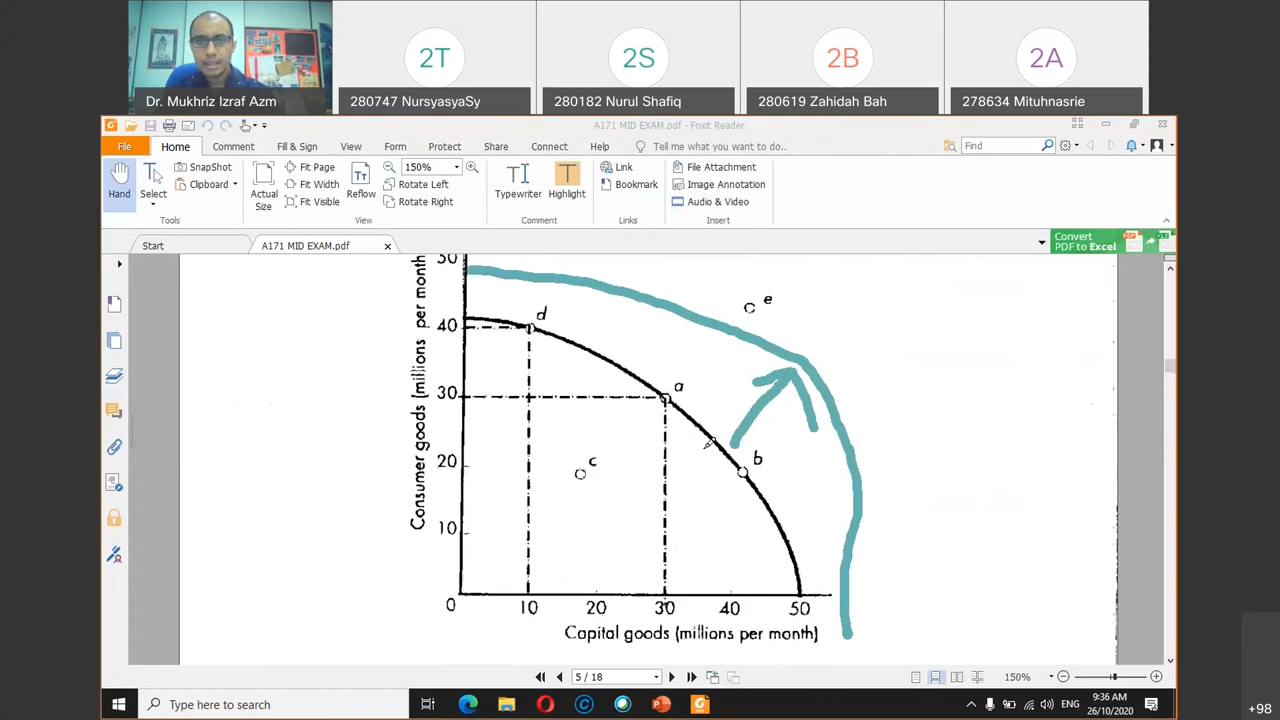 2T
2S
2B
2A
Dr. Mukhriz Izraf Azm
280747 NursyasyaSy
280182 Nurul Shafiq
280619 Zahidah Bah
278634 Mituhnasrie
A171 MID EXAM.pdf - Foxit Reader
File Home Comment View Form Protect Share Connect Help Tell me what you want to do.. Find
Hand
Select
SnapShot
Clipboard
Tools
Actual Size
Fit Page
Fit Width
Fit Visible
Reflow
150%
Rotate Left
Rotate Right
View
Typewriter
Highlight
Comment
Link
Bookmark
Links
File Attachment
Image Annotation
Audio & Video
Insert
Start
A171 MID EXAM.pdf
Convert
PDF to Excel
Consumer goods (millions per month
50
40
30
20
10
0
d
a
e
c
b
10 20 30 40 50
Capital goods (millions per month)
5 / 18
150%
Type here to search
ENG
9:36 AM
26/10/2020
+98